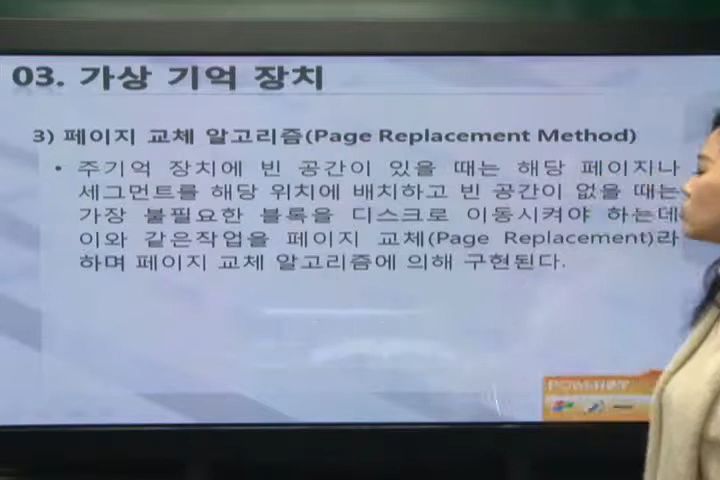 03. 가상 기억 장치
3) 페이지 교체 알고리즘(Page Replacement Method)
• 주기억 장치에 빈 공간이 있을 때는 해당 페이지나
세그먼트를 해당 위치에 배치하고 빈 공간이 없을 때는
가장 불필요한 블록을 디스크로 이동시켜야 하는데
이와 같은작업을 페이지 교체(Page Replacement)라
하며 페이지 교체 알고리즘에 의해 구현된다.